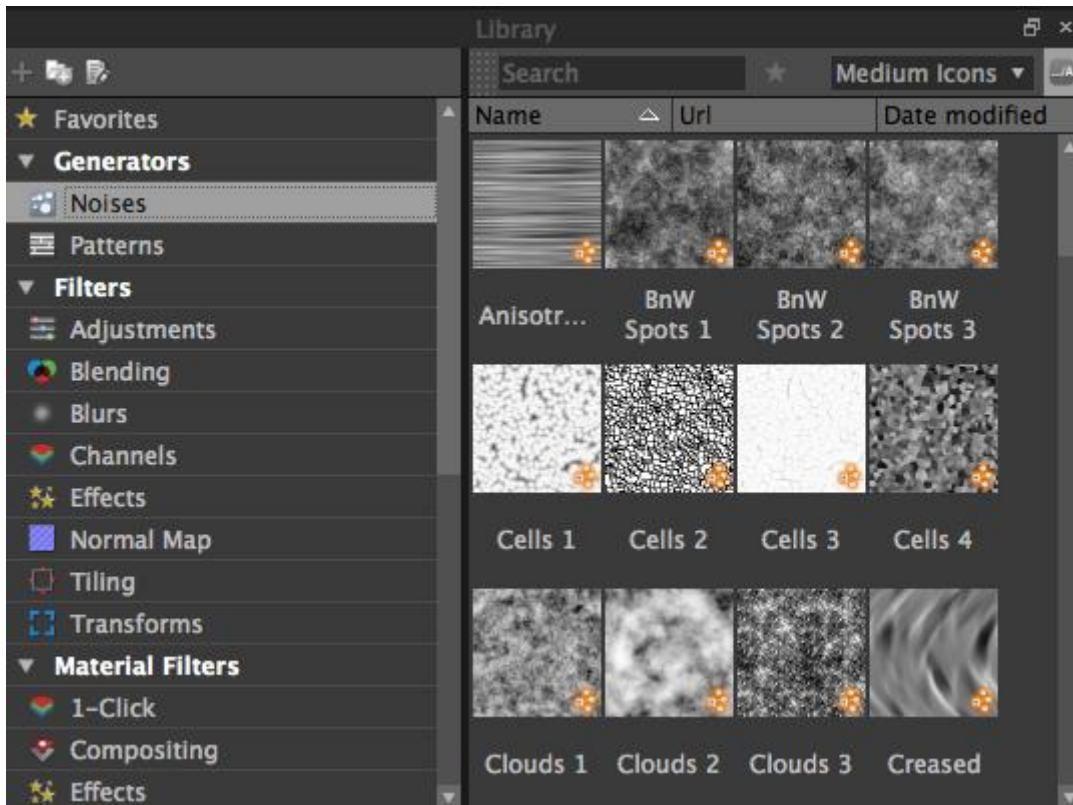 Library
Search
Medium Icons
Name
Url
Date modified
Favorites
Generators
Noises
Patterns
Filters
Adjustments
Blending
Blurs
Channels
Effects
Normal Map
Tiling
Transforms
Material Filters
1-Click
Compositing
Effects
Anisotr...
BnW
Spots 1
BnW
Spots 2
BnW
Spots 3
Cells 1
Cells 2
Cells 3
Cells 4
Clouds 1
Clouds 2
Clouds 3
Creased